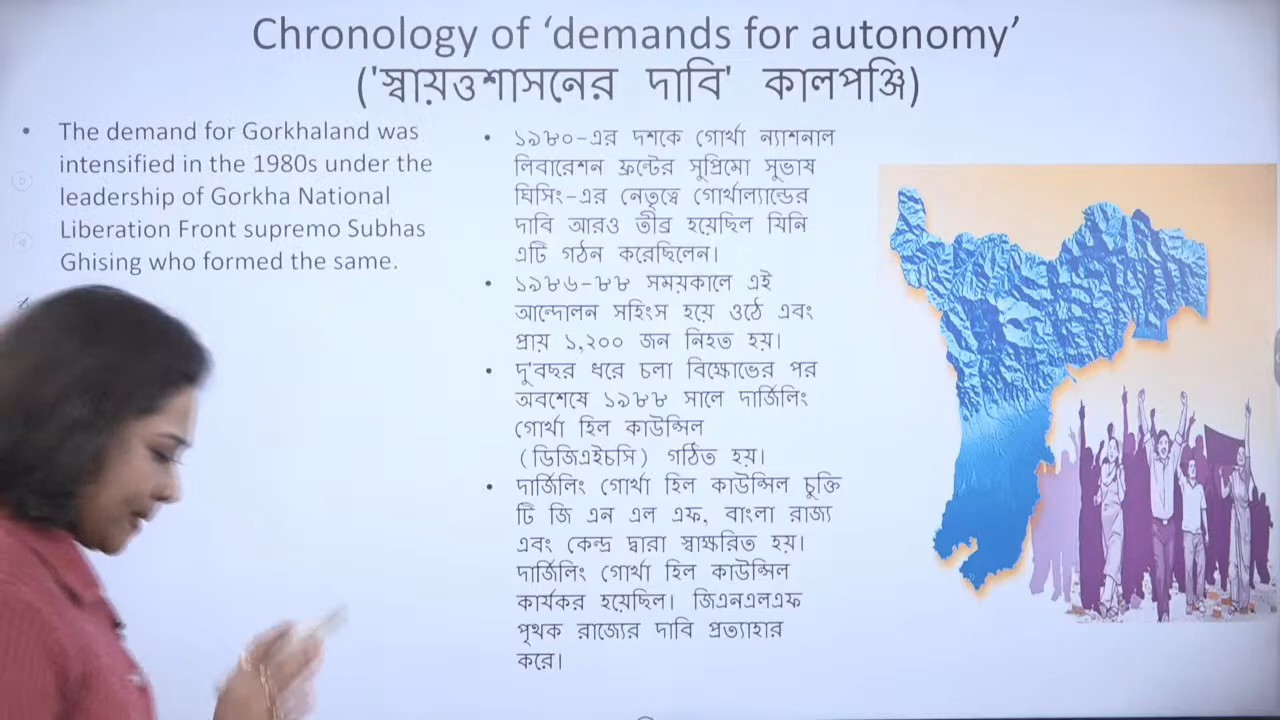 Chronology of ‘demands for autonomy’
('স্বায়ত্তশাসনের দাবি' কালপঞ্জি)
• The demand for Gorkhaland was
intensified in the 1980s under the
leadership of Gorkha National
Liberation Front supremo Subhas
Ghising who formed the same.
• ১৯৮০-এর দশকে গোর্খা ন্যাশনাল
লিবারেশন ফ্রন্টের সুপ্রিমো সুভাষ
ঘিসিং-এর নেতৃত্বে গোর্খাল্যান্ডের
দাবি আরও তীব্র হয়েছিল যিনি
এটি গঠন করেছিলেন।
• ১৯৮৬-৮৮ সময়কালে এই
আন্দোলন সহিংস হয়ে ওঠে এবং
প্রায় ১,২০০ জন নিহত হয়।
• দু'বছর ধরে চলা বিক্ষোভের পর
অবশেষে ১৯৮৮ সালে দার্জিলিং
গোর্খা হিল কাউন্সিল
(ডিজিএইচসি) গঠিত হয়।
• দার্জিলিং গোর্খা হিল কাউন্সিল চুক্তি
টি জি এন এল এফ, বাংলা রাজ্য
এবং কেন্দ্র দ্বারা স্বাক্ষরিত হয়।
দার্জিলিং গোর্খা হিল কাউন্সিল
কার্যকর হয়েছিল। জিএনএলএফ
পৃথক রাজ্যের দাবি প্রত্যাহার
করে।